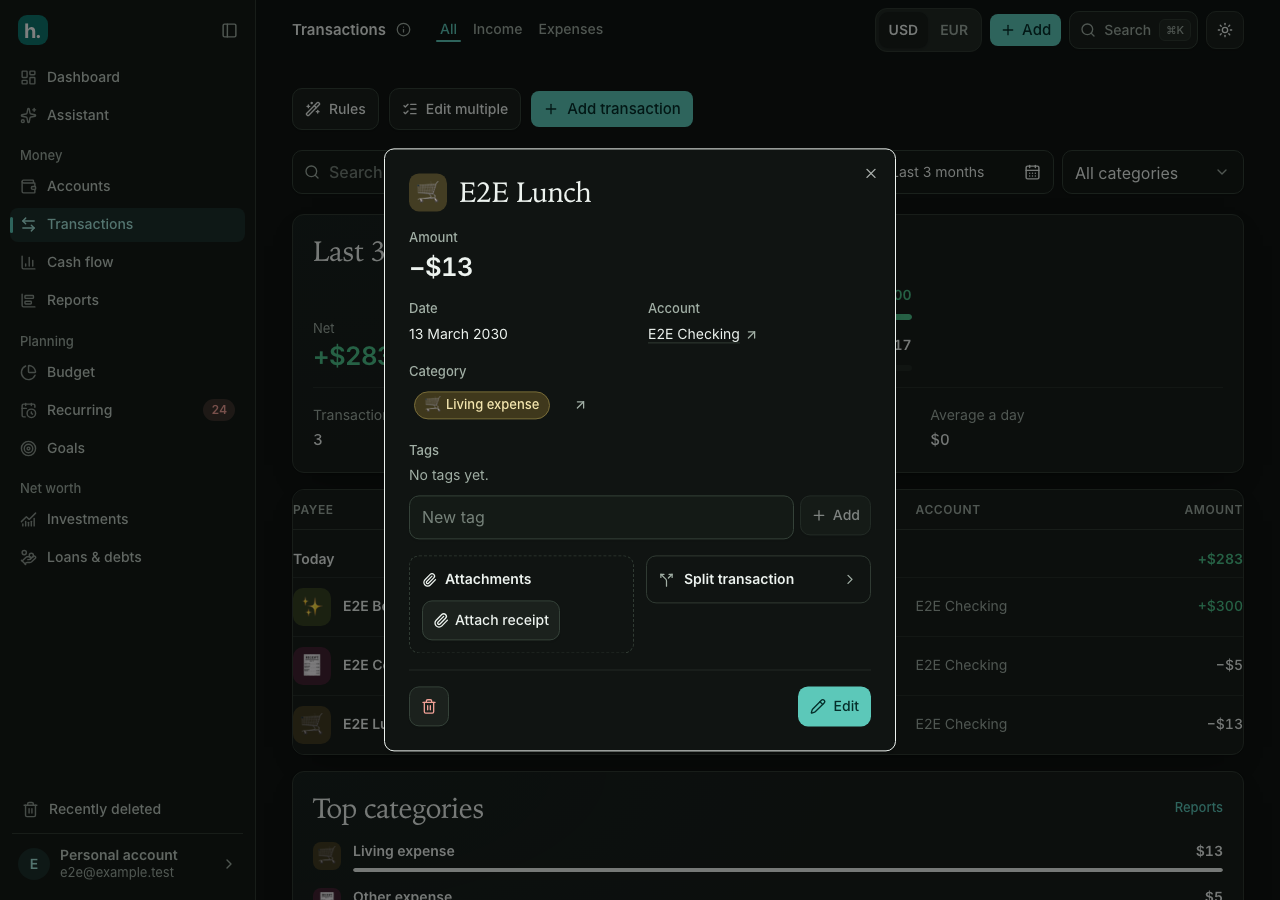 h.
Transactions
All
Income
Expenses
USD
EUR
Add
Search
⌘K
Dashboard
Assistant
Money
Accounts
Transactions
Cash flow
Reports
Planning
Budget
Recurring
24
Goals
Net worth
Investments
Loans & debts
Recently deleted
E
Personal account
e2e@example.test
Rules
Edit multiple
Add transaction
Search
Last 3 months
All categories
Last 3
Net
+$283
Transaction
3
Average a day
$0
PAYEE
ACCOUNT
AMOUNT
Today
+$283
E2E
E2E Checking
+$300
E2E
E2E Checking
−$5
E2E
E2E Checking
−$13
Top categories
Reports
Living expense
$13
Other expense
$5
E2E Lunch
Amount
−$13
Date
13 March 2030
Account
E2E Checking
Category
Living expense
Tags
No tags yet.
New tag
Add
Attachments
Attach receipt
Split transaction
Edit